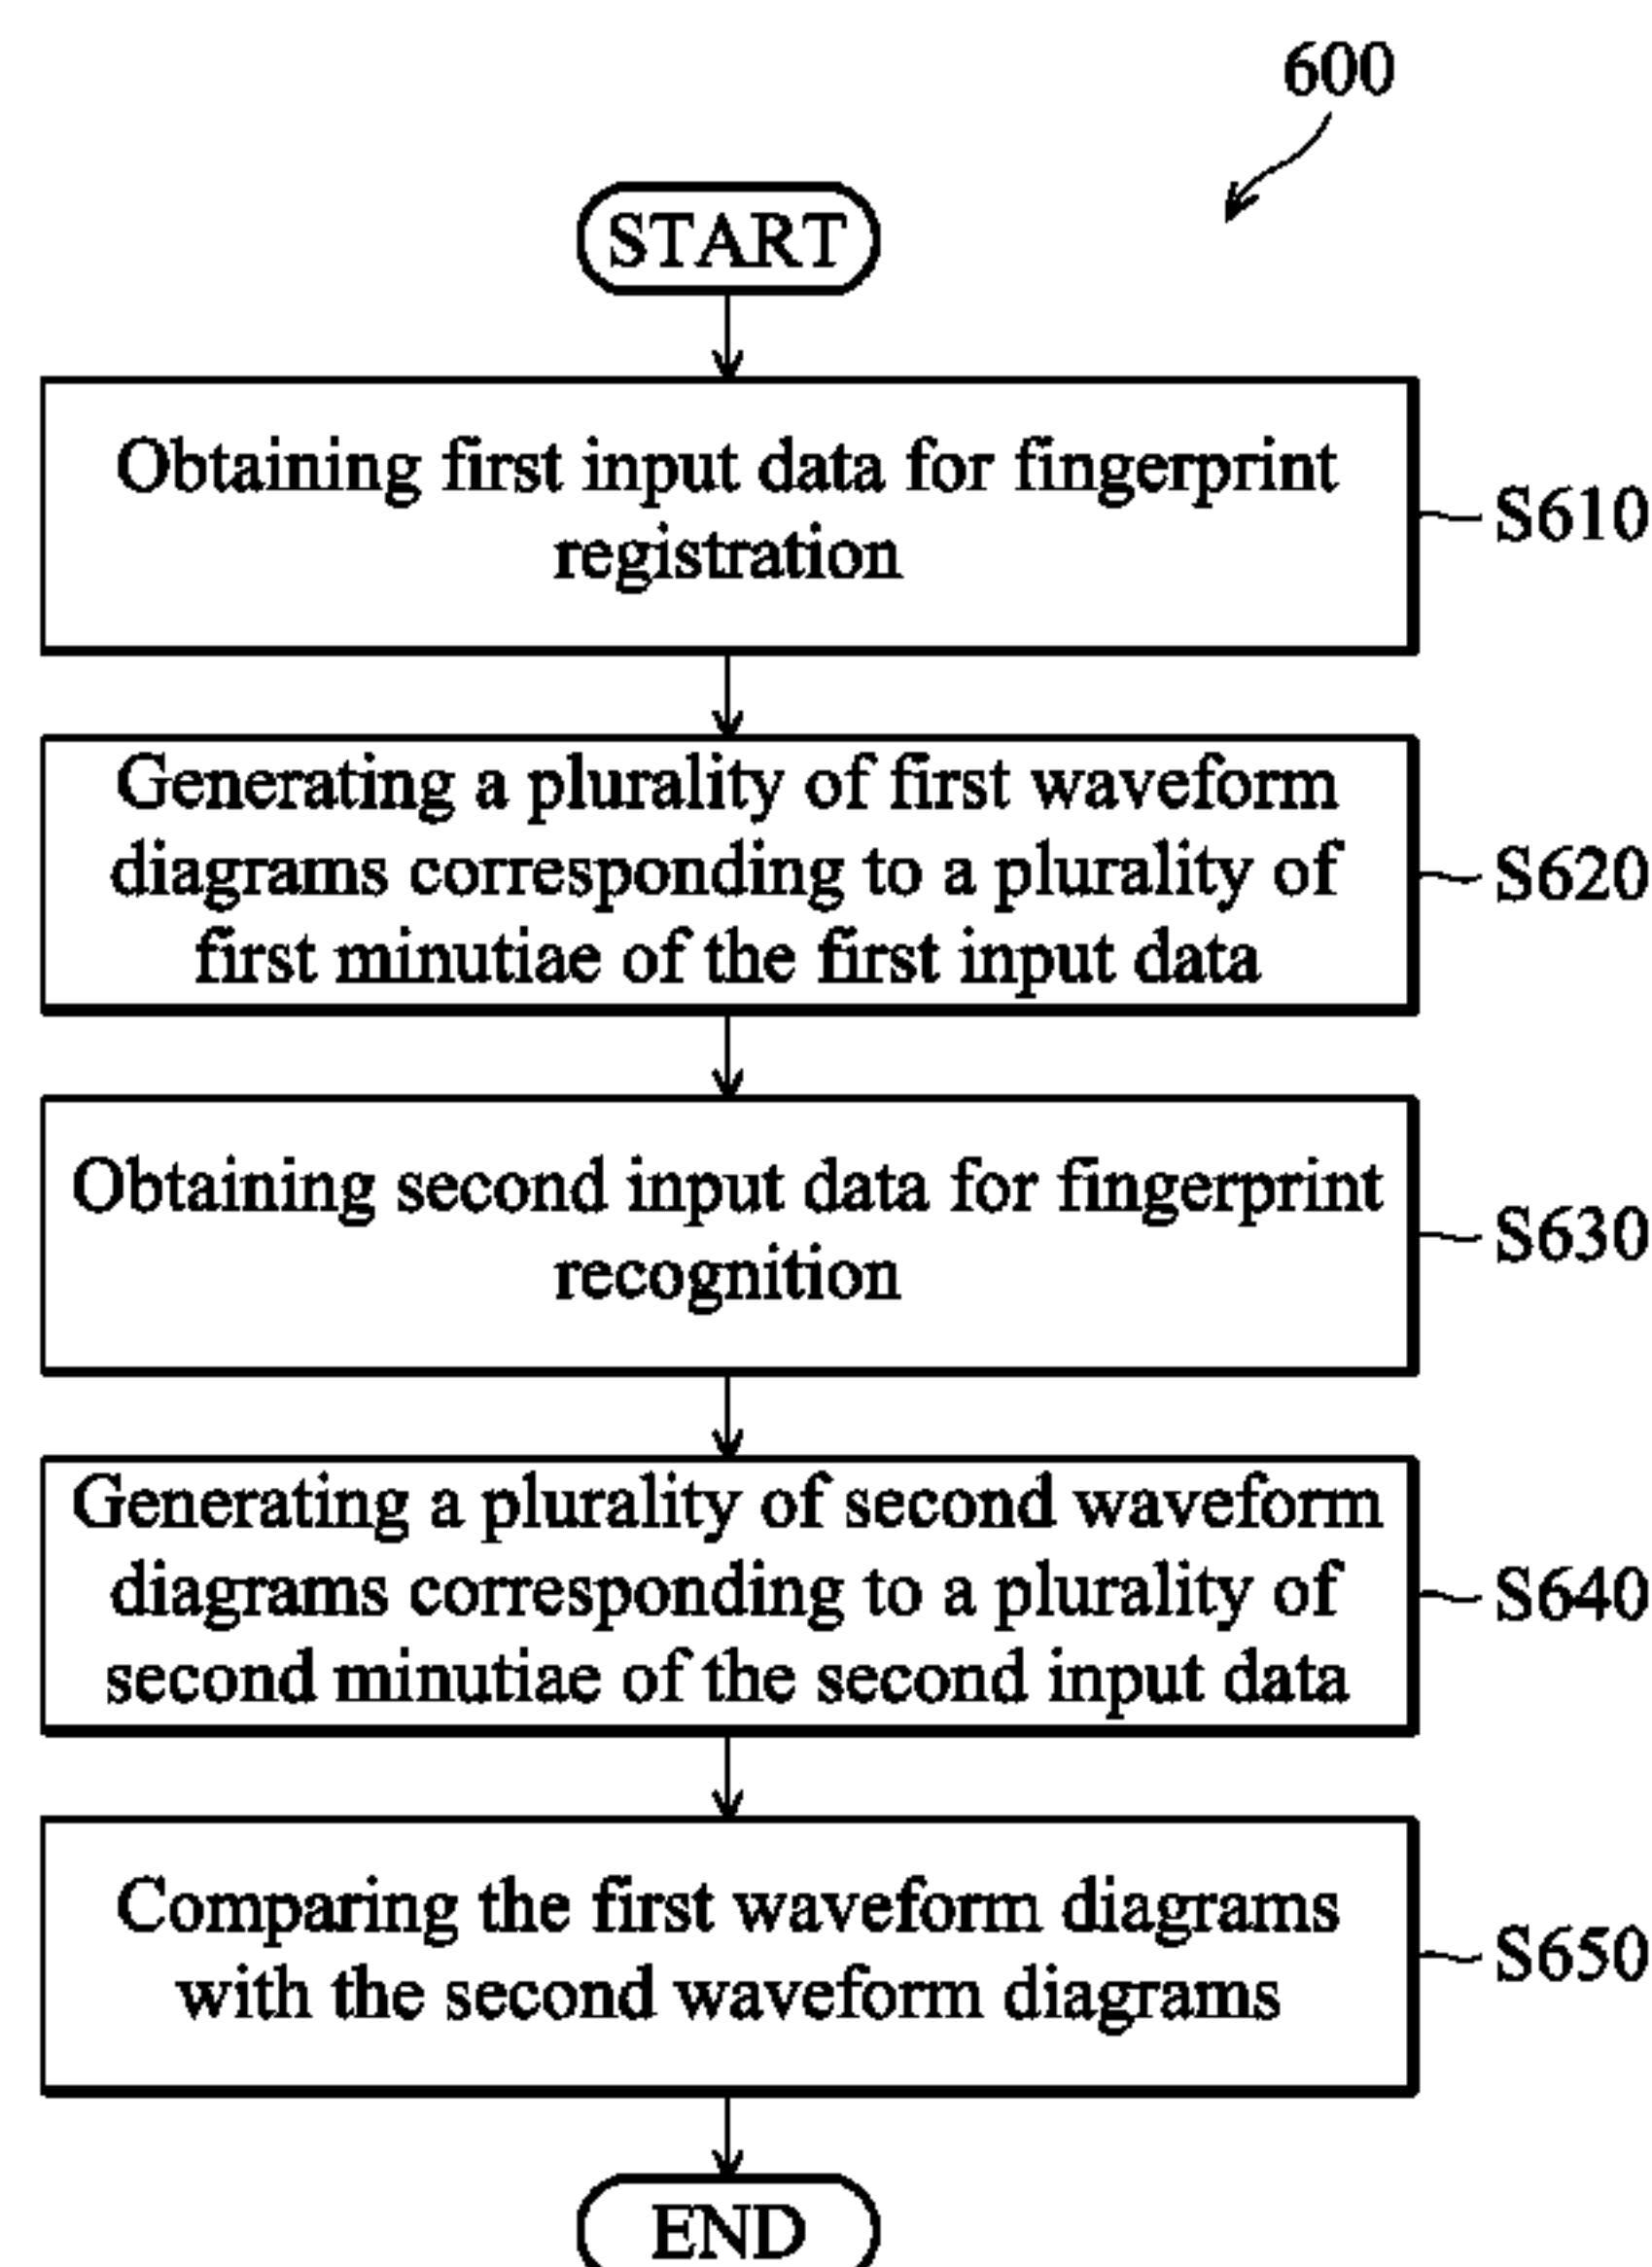 600
START
Obtaining first input data for fingerprint
registration
S610
Generating a plurality of first waveform
diagrams corresponding to a plurality of
first minutiae of the first input data
S620
Obtaining second input data for fingerprint
recognition
S630
Generating a plurality of second waveform
diagrams corresponding to a plurality of
second minutiae of the second input data
S640
Comparing the first waveform diagrams
with the second waveform diagrams
S650
END